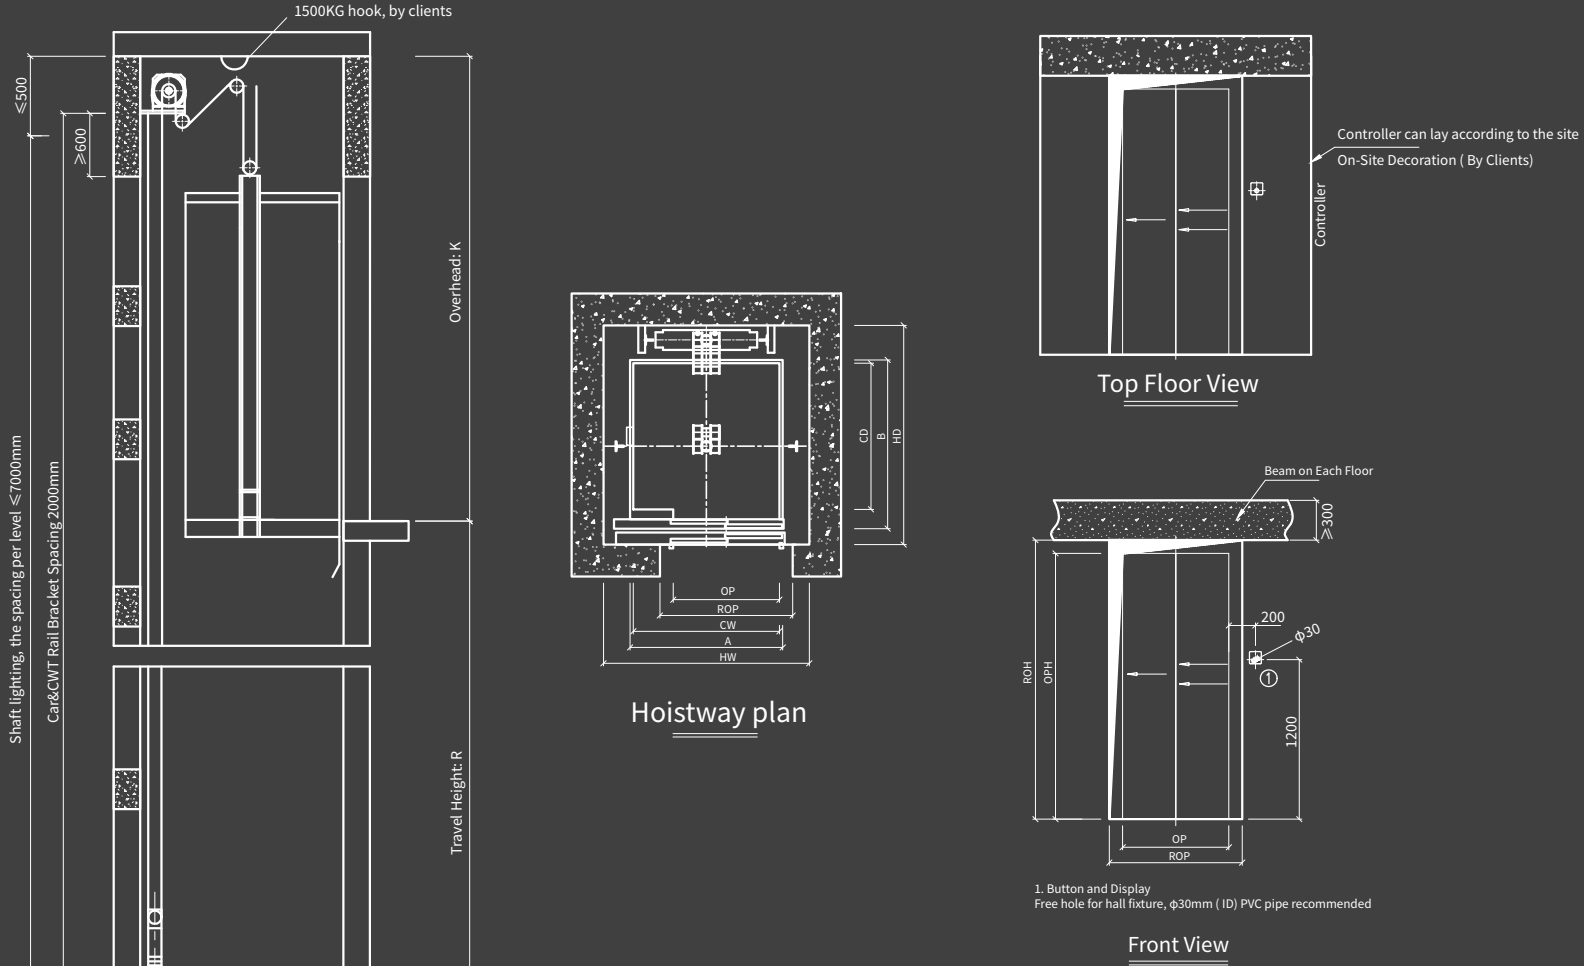 1500KG hook, by clients
⩽500
⩾600
Overhead: K
Shaft lighting, the spacing per level ⩽7000mm
Car&CWT Rail Bracket Spacing 2000mm
Travel Height: R
CD
B
HD
OP
ROP
CW
A
HW
Hoistway plan
Controller can lay according to the site
On-Site Decoration ( By Clients)
Controller
Top Floor View
Beam on Each Floor
⩾300
200
ф30
1
ROH
OPH
1200
OP
ROP
1. Button and Display
Free hole for hall fixture, ф30mm ( ID) PVC pipe recommended
Front View